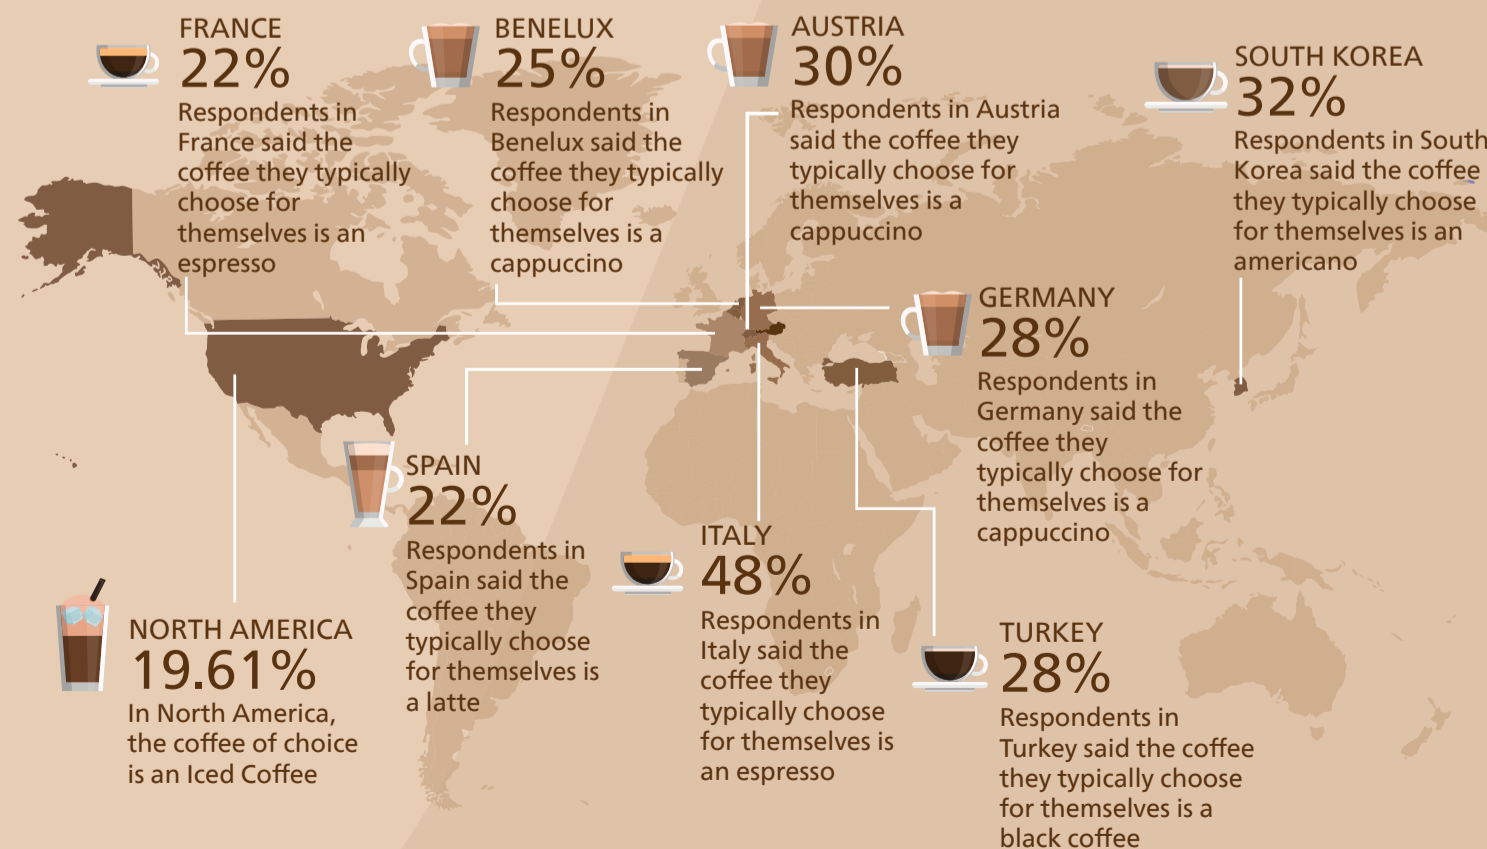 FRANCE
22%
Respondents in
France said the
coffee they typically
choose for
themselves is an
espresso
BENELUX
25%
Respondents in
Benelux said the
coffee they typically
choose for
themselves is a
cappuccino
AUSTRIA
30%
Respondents in Austria
said the coffee they
typically choose for
themselves is a
cappuccino
SOUTH KOREA
32%
Respondents in South
Korea said the coffee
they typically choose
for themselves is an
americano
GERMANY
28%
Respondents in
Germany said the
coffee they
typically choose for
themselves is a
cappuccino
SPAIN
22%
Respondents in
Spain said the
coffee they
typically choose
for themselves is
a latte
ITALY
48%
Respondents in
Italy said the
coffee they
typically choose
for themselves is
an espresso
NORTH AMERICA
19.61%
In North America,
the coffee of choice
is an Iced Coffee
TURKEY
28%
Respondents in
Turkey said the coffee
they typically choose
for themselves is a
black coffee